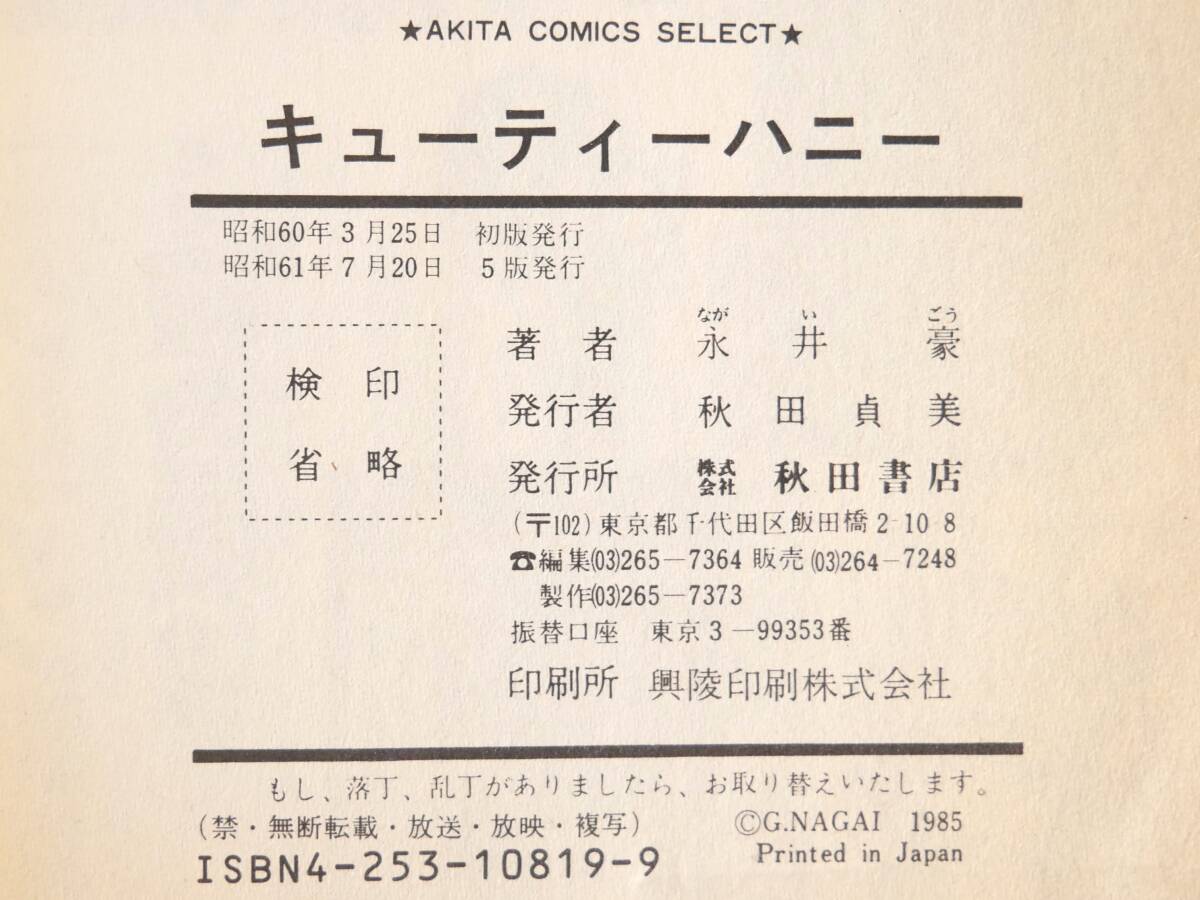 ★AKITA COMICS SELECT★
キューティーハニー
昭和60年3月25日 初版発行
昭和61年7月20日 5版発行
検印
省略
なが い ごう
著者 永井豪
発行者 秋田貞美
発行所 株式会社 秋田書店
(〒102)東京都千代田区飯田橋2-10-8
☎編集(03)265-7364 販売(03)264-7248
製作(03)265-7373
振替口座 東京3-99353番
印刷所 興陵印刷株式会社
もし、落丁、乱丁がありましたら、お取り替えいたします。
(禁・無断転載・放送・放映・複写)
©G.NAGAI 1985
ISBN4-253-10819-9
Printed in Japan